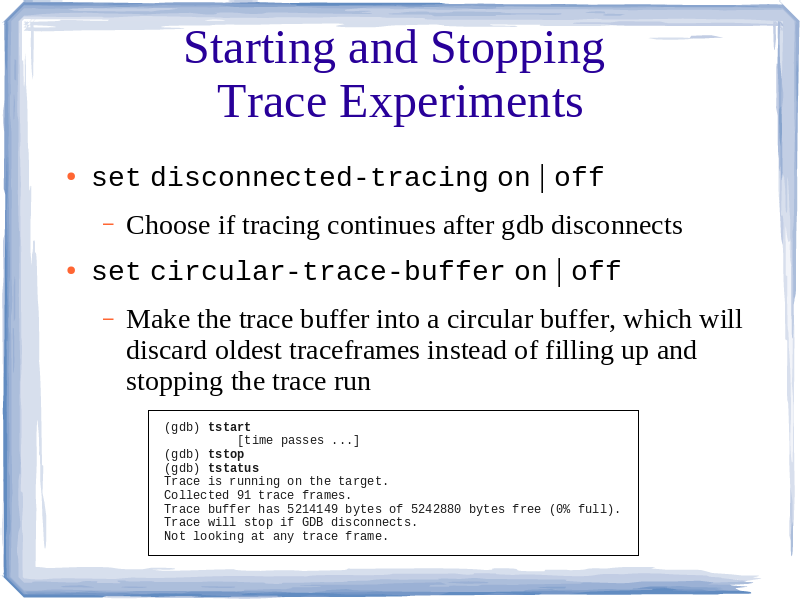 Starting and Stopping
Trace Experiments
• set disconnected-tracing on | off
– Choose if tracing continues after gdb disconnects
• set circular-trace-buffer on | off
– Make the trace buffer into a circular buffer, which will
discard oldest traceframes instead of filling up and
stopping the trace run
(gdb) tstart
[time passes ...]
(gdb) tstop
(gdb) tstatus
Trace is running on the target.
Collected 91 trace frames.
Trace buffer has 5214149 bytes of 5242880 bytes free (0% full).
Trace will stop if GDB disconnects.
Not looking at any trace frame.